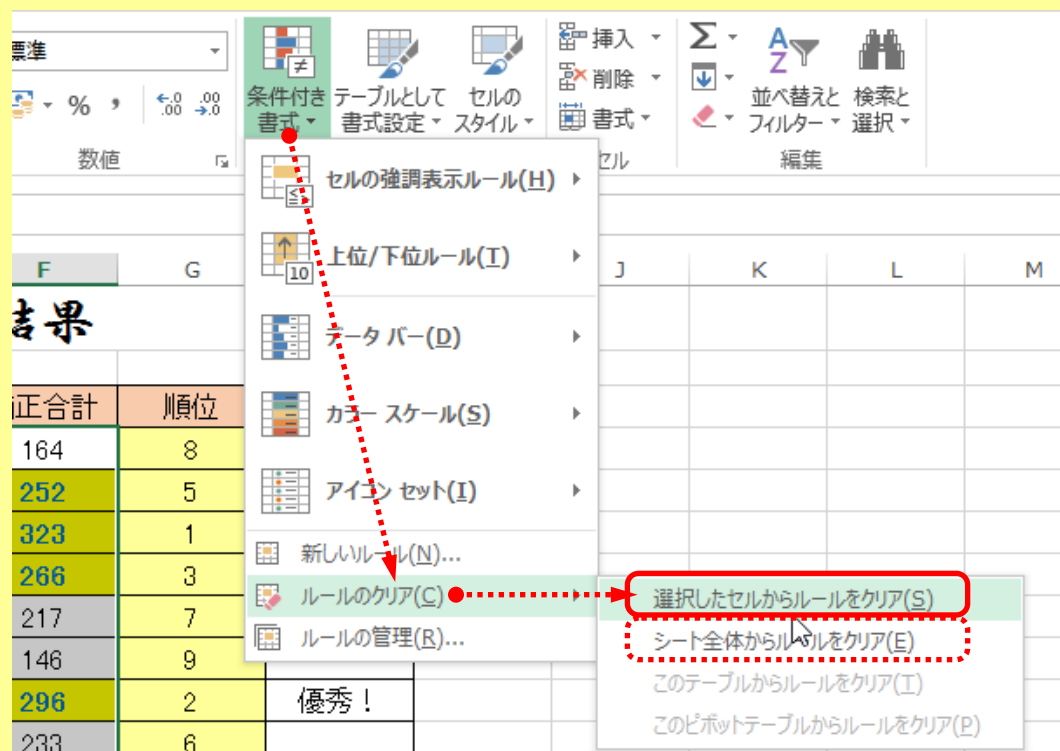 標準
挿入
Σ
A
Z
≠
削除
%
,
←.0 .00
.00 →.0
条件付き
書式
テーブルとして
書式設定
セルの
スタイル
書式
並べ替えと
フィルター
検索と
選択
数値
セル
編集
セルの強調表示ルール(H)
上位/下位ルール(T)
10
データ バー(D)
カラー スケール(S)
アイコン セット(I)
新しいルール(N)...
ルールのクリア(C)
ルールの管理(R)...
選択したセルからルールをクリア(S)
シート全体からルールをクリア(E)
このテーブルからルールをクリア(T)
このピボットテーブルからルールをクリア(P)
F G J K L M
結果
正合計 順位
164 8
252 5
323 1
266 3
217 7
146 9
296 2 優秀！
233 6